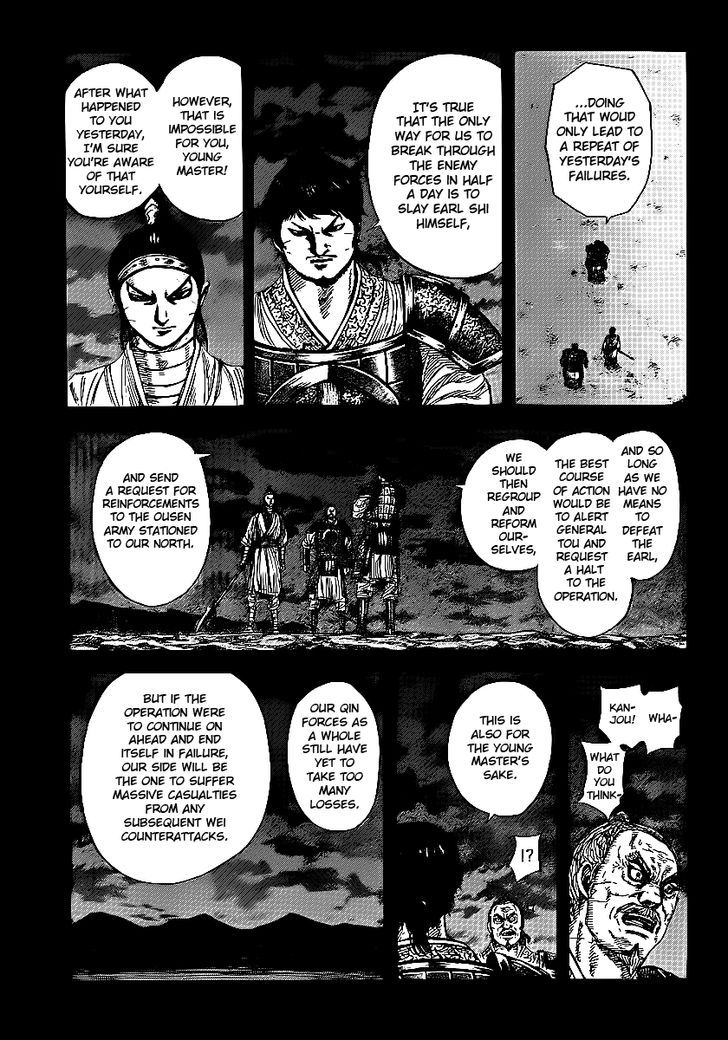 ...DOING
THAT WOUD
ONLY LEAD TO
A REPEAT OF
YESTERDAY'S
FAILURES.
IT'S TRUE
THAT THE ONLY
WAY FOR US TO
BREAK THROUGH
THE ENEMY
FORCES IN HALF
A DAY IS TO
SLAY EARL SHI
HIMSELF,
HOWEVER,
THAT IS
IMPOSSIBLE
FOR YOU,
YOUNG
MASTER!
AFTER WHAT
HAPPENED
TO YOU
YESTERDAY,
I'M SURE
YOU'RE AWARE
OF THAT
YOURSELF.
AND SO
LONG AS
WE HAVE
NO MEANS
TO
DEFEAT
THE
EARL,
THE BEST
COURSE
OF ACTION
WOULD BE
TO ALERT
GENERAL
TOU AND
REQUEST
A HALT
TO THE
OPERATION.
WE
SHOULD
THEN
REGROUP
AND
REFORM
OUR-
SELVES,
AND SEND
A REQUEST FOR
REINFORCEMENTS
TO THE OUSEN
ARMY STATIONED
TO OUR NORTH.
KAN-
JOU!
WHA-
WHAT
DO
YOU
THINK-
THIS IS
ALSO FOR
THE YOUNG
MASTER'S
SAKE.
!?
OUR QIN
FORCES AS
A WHOLE
STILL HAVE
YET TO
TAKE TOO
MANY
LOSSES.
BUT IF THE
OPERATION WERE
TO CONTINUE ON
AHEAD AND END
ITSELF IN FAILURE,
OUR SIDE WILL BE
THE ONE TO SUFFER
MASSIVE CASUALTIES
FROM ANY
SUBSEQUENT WEI
COUNTERATTACKS.